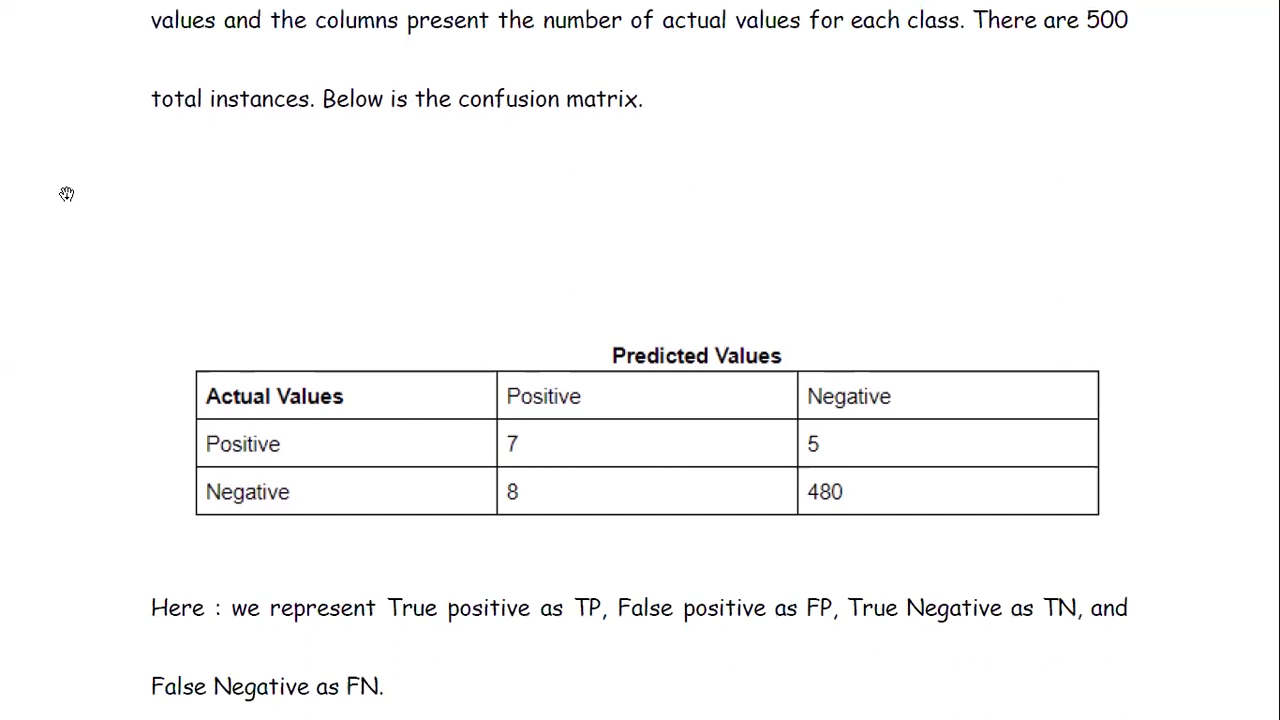 values and the columns present the number of actual values for each class. There are 500
total instances. Below is the confusion matrix.
Predicted Values
Actual Values Positive Negative
Positive 7 5
Negative 8 480
Here : we represent True positive as TP, False positive as FP, True Negative as TN, and
False Negative as FN.